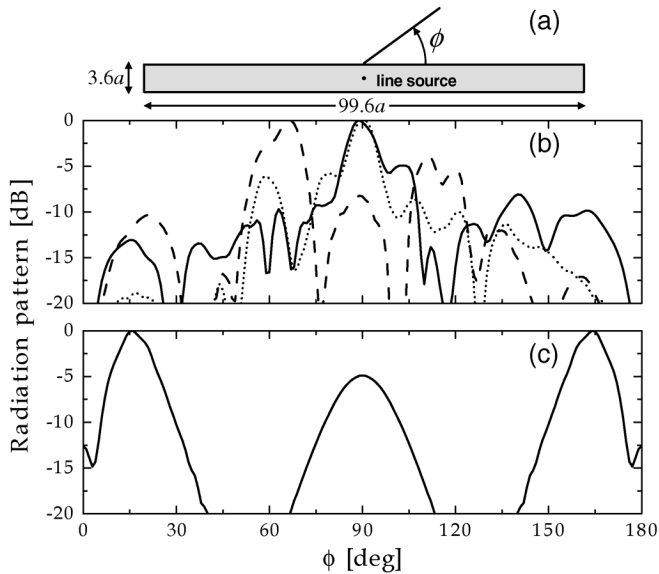 (a)
ϕ
3.6a
line source
99.6a
Radiation pattern [dB]
(b)
0
-5
-10
-15
-20
(c)
0
-5
-10
-15
-20
0 30 60 90 120 150 180
ϕ [deg]